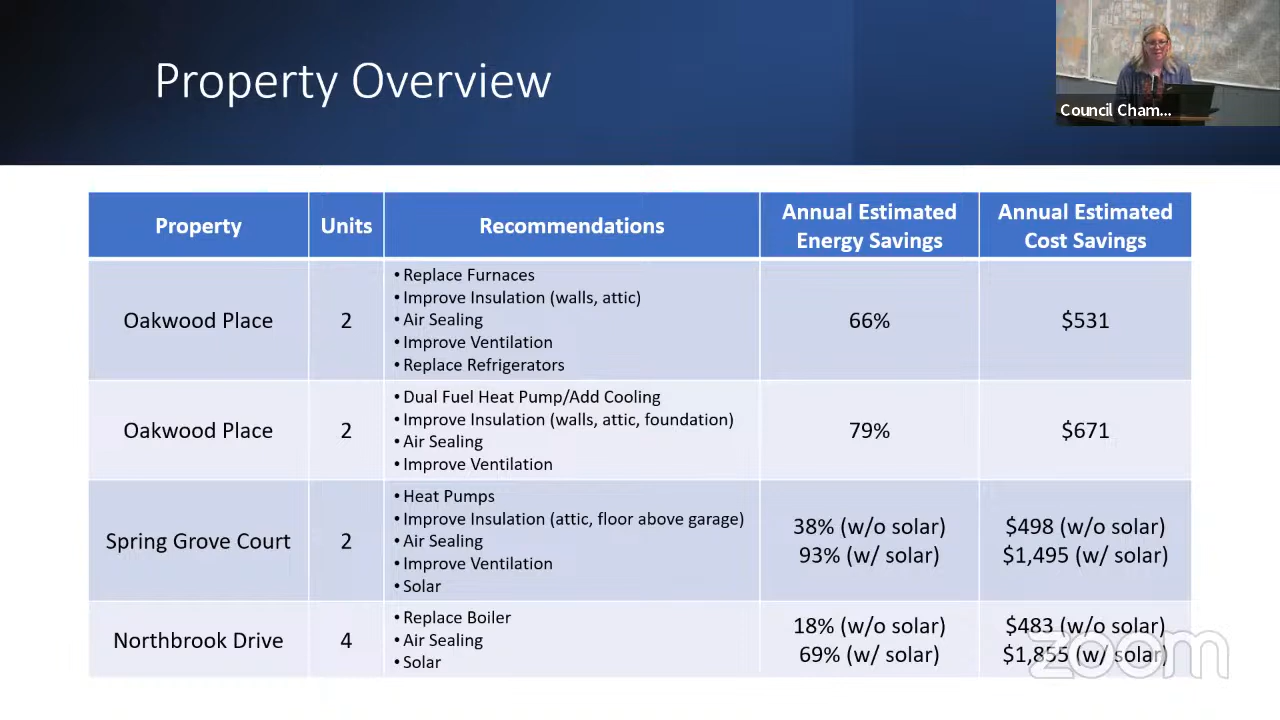 Property Overview
Council Cham...
Property
Units
Recommendations
Annual Estimated
Energy Savings
Annual Estimated
Cost Savings
Oakwood Place
2
• Replace Furnaces
• Improve Insulation (walls, attic)
• Air Sealing
• Improve Ventilation
• Replace Refrigerators
66%
$531
Oakwood Place
2
• Dual Fuel Heat Pump/Add Cooling
• Improve Insulation (walls, attic, foundation)
• Air Sealing
• Improve Ventilation
79%
$671
Spring Grove Court
2
• Heat Pumps
• Improve Insulation (attic, floor above garage)
• Air Sealing
• Improve Ventilation
• Solar
38% (w/o solar)
93% (w/ solar)
$498 (w/o solar)
$1,495 (w/ solar)
Northbrook Drive
4
• Replace Boiler
• Air Sealing
• Solar
18% (w/o solar)
69% (w/ solar)
$483 (w/o solar)
$1,855 (w/ solar)
zoom